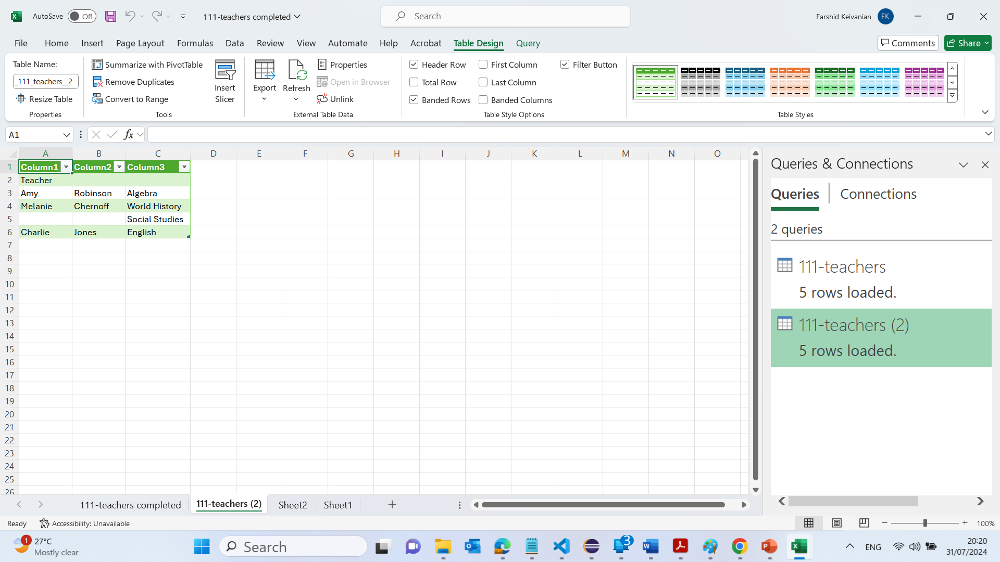 AutoSave Off 111-teachers completed Search Farshid Keivanian FK
File Home Insert Page Layout Formulas Data Review View Automate Help Acrobat Table Design Query Comments Share
Table Name:
_111_teachers__2
Resize Table
Properties
Summarize with PivotTable
Remove Duplicates
Convert to Range
Insert
Slicer
Tools
Export
Refresh
Properties
Open in Browser
Unlink
External Table Data
Header Row First Column Filter Button
Total Row Last Column
Banded Rows Banded Columns
Table Style Options
Table Styles
A1 fx
A B C D E F G H I J K L M N O
1 Column1 Column2 Column3
2 Teacher
3 Amy Robinson Algebra
4 Melanie Chernoff World History
5 Social Studies
6 Charlie Jones English
7
8
9
10
11
12
13
14
15
16
17
18
19
20
21
22
23
24
25
26
Queries & Connections
Queries Connections
2 queries
111-teachers
5 rows loaded.
111-teachers (2)
5 rows loaded.
111-teachers completed 111-teachers (2) Sheet2 Sheet1
Ready Accessibility: Unavailable 100%
1 27°C
Mostly clear
Search
3
ENG
20:20
31/07/2024